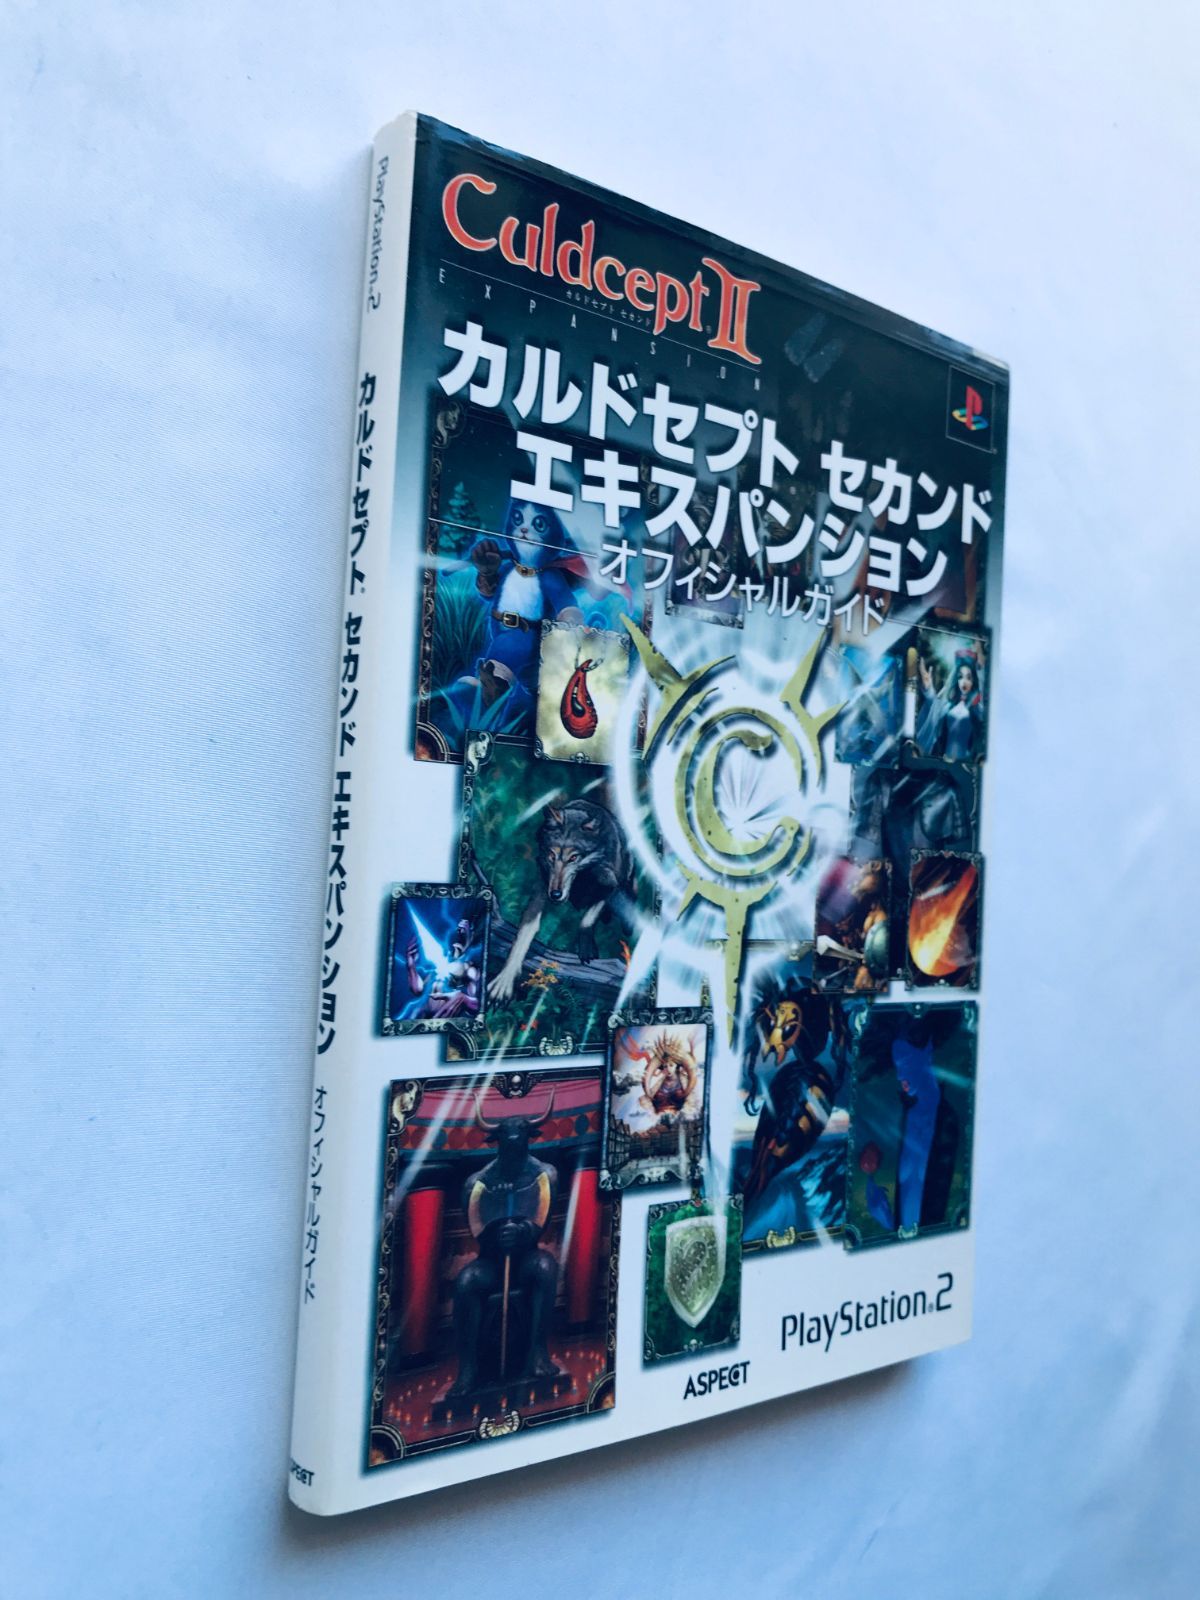 Culdcept II
カルドセプト セカンド
EXPANSION
カルドセプト セカンド
エキスパンション
オフィシャルガイド
C
PlayStation®2
ASPECT
PlayStation®2
カルドセプト セカンド エキスパンション オフィシャルガイド
ASPECT